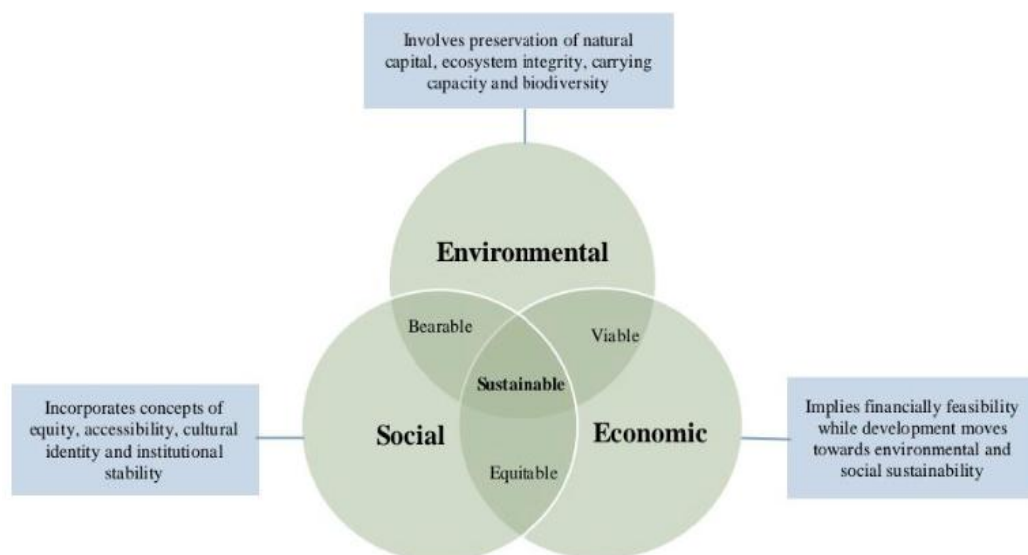 Involves preservation of natural
capital, ecosystem integrity, carrying
capacity and biodiversity
Environmental
Bearable
Viable
Sustainable
Incorporates concepts of
equity, accessibility, cultural
identity and institutional
stability
Social
Economic
Implies financially feasibility
while development moves
towards environmental and
social sustainability
Equitable